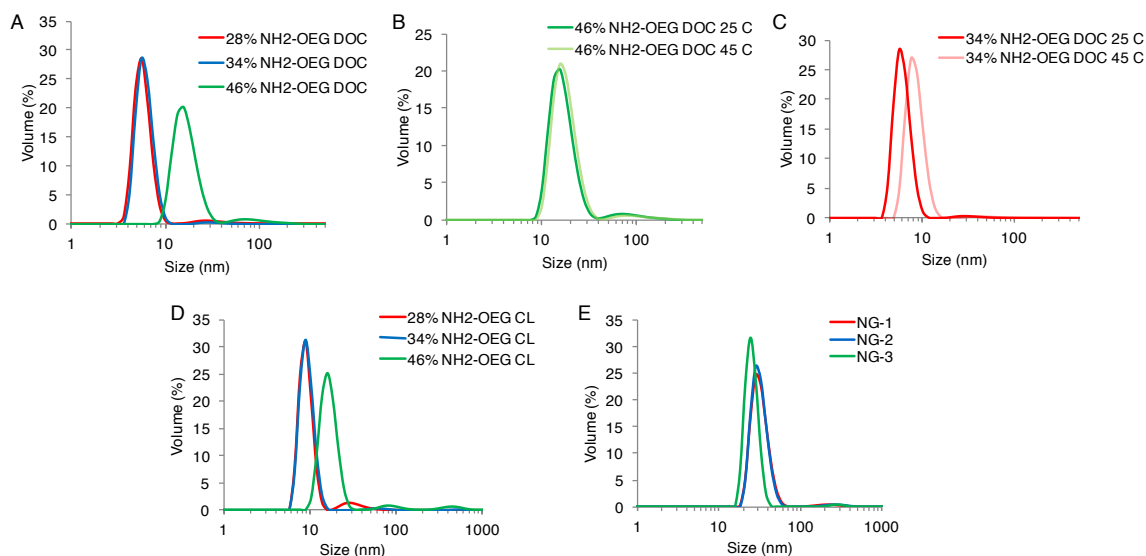 A
35
30
25
20
15
10
5
0
Volume (%)
1
10
100
Size (nm)
28% NH2-OEG DOC
34% NH2-OEG DOC
46% NH2-OEG DOC
B
25
20
15
10
5
0
Volume (%)
1
10
100
Size (nm)
46% NH2-OEG DOC 25 C
46% NH2-OEG DOC 45 C
C
35
30
25
20
15
10
5
0
Volume (%)
1
10
100
Size (nm)
34% NH2-OEG DOC 25 C
34% NH2-OEG DOC 45 C
D
35
30
25
20
15
10
5
0
Volume (%)
1
10
100
1000
Size (nm)
28% NH2-OEG CL
34% NH2-OEG CL
46% NH2-OEG CL
E
35
30
25
20
15
10
5
0
Volume (%)
1
10
100
1000
Size (nm)
NG-1
NG-2
NG-3